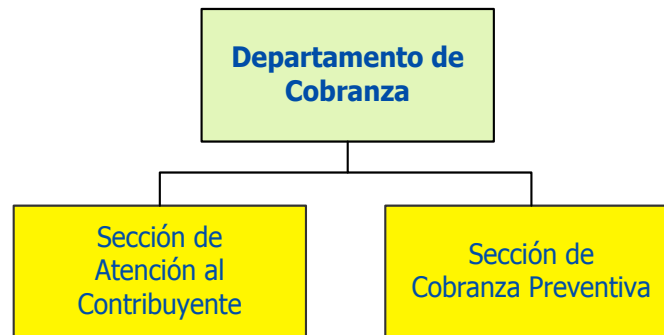 Departamento de
Cobranza
Sección de
Atención al
Contribuyente
Sección de
Cobranza Preventiva